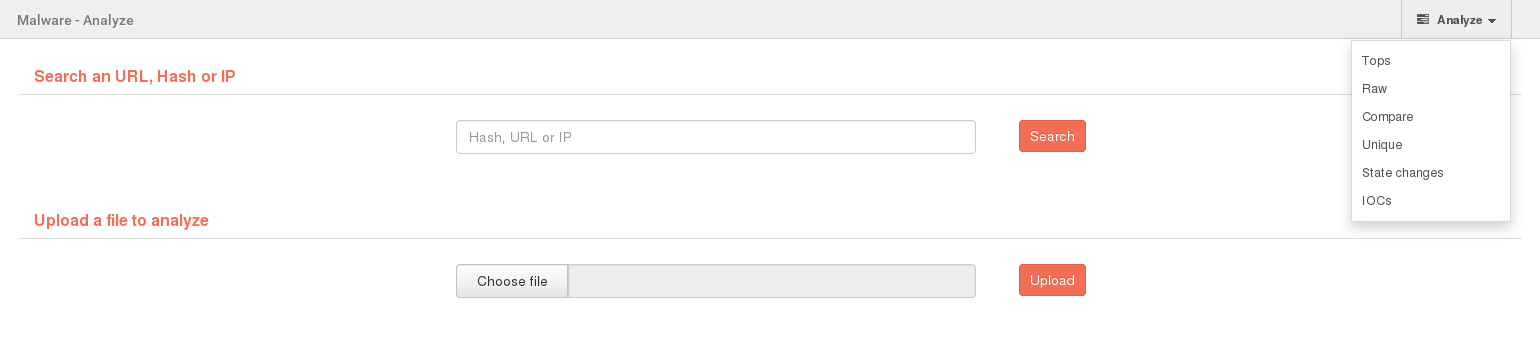 Malware - Analyze
Analyze
Tops
Raw
Compare
Unique
State changes
IOCs
Search an URL, Hash or IP
Hash, URL or IP
Search
Upload a file to analyze
Choose file
Upload